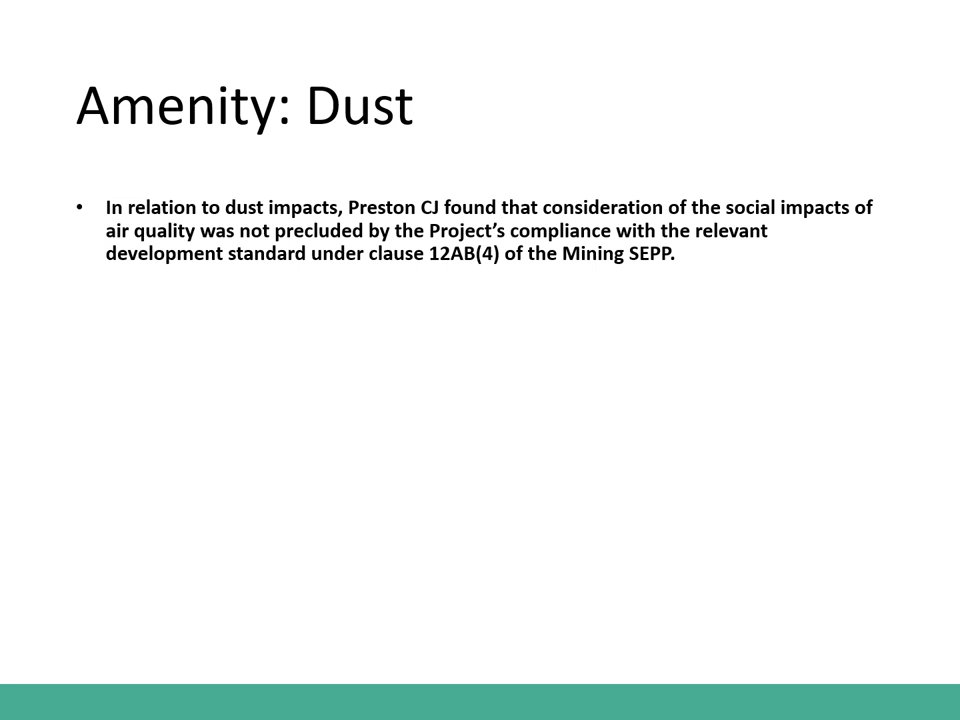 Amenity: Dust
• In relation to dust impacts, Preston CJ found that consideration of the social impacts of
air quality was not precluded by the Project’s compliance with the relevant
development standard under clause 12AB(4) of the Mining SEPP.